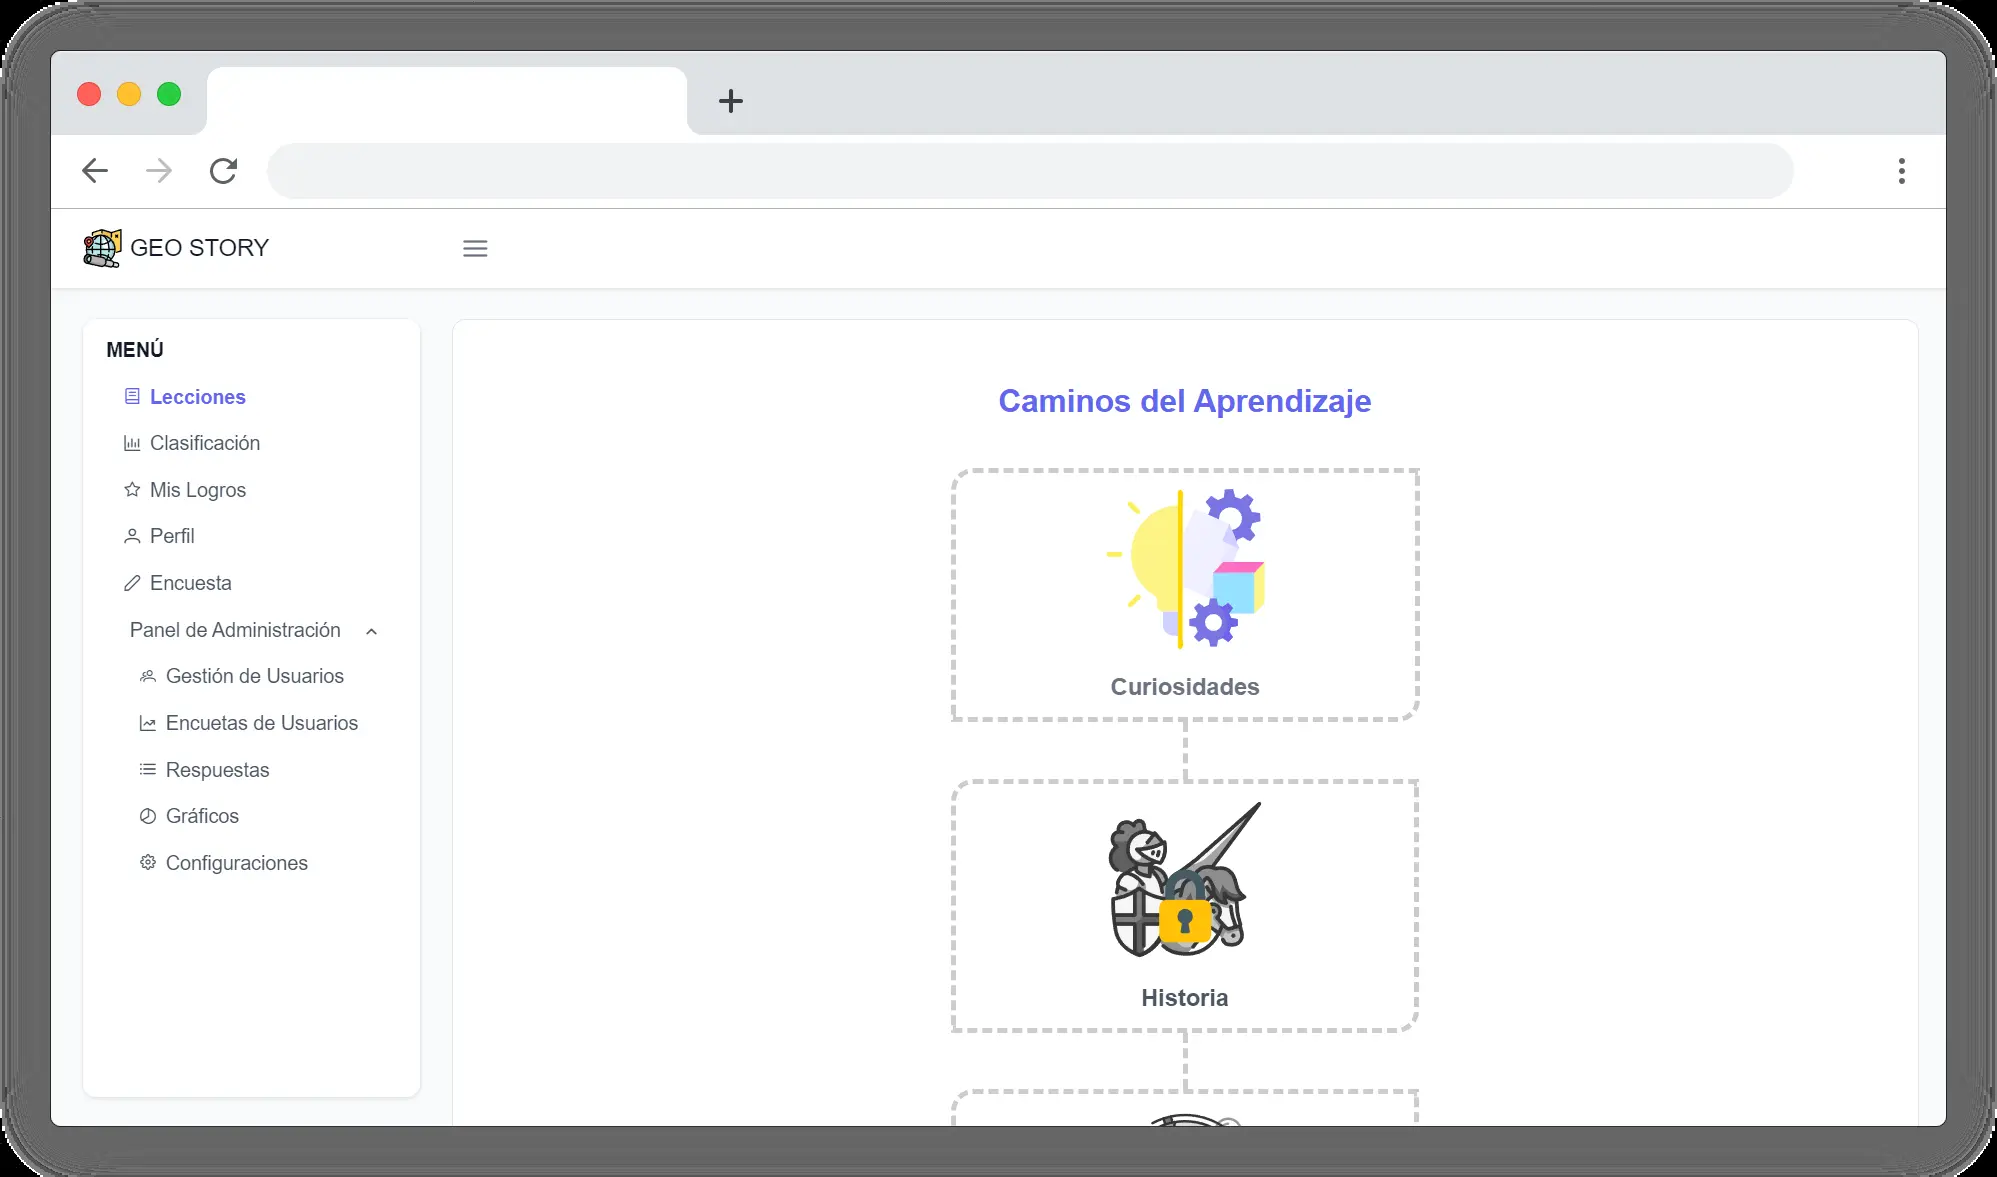 GEO STORY
MENÚ
Lecciones
Clasificación
Mis Logros
Perfil
Encuesta
Panel de Administración
Gestión de Usuarios
Encuetas de Usuarios
Respuestas
Gráficos
Configuraciones
Caminos del Aprendizaje
Curiosidades
Historia